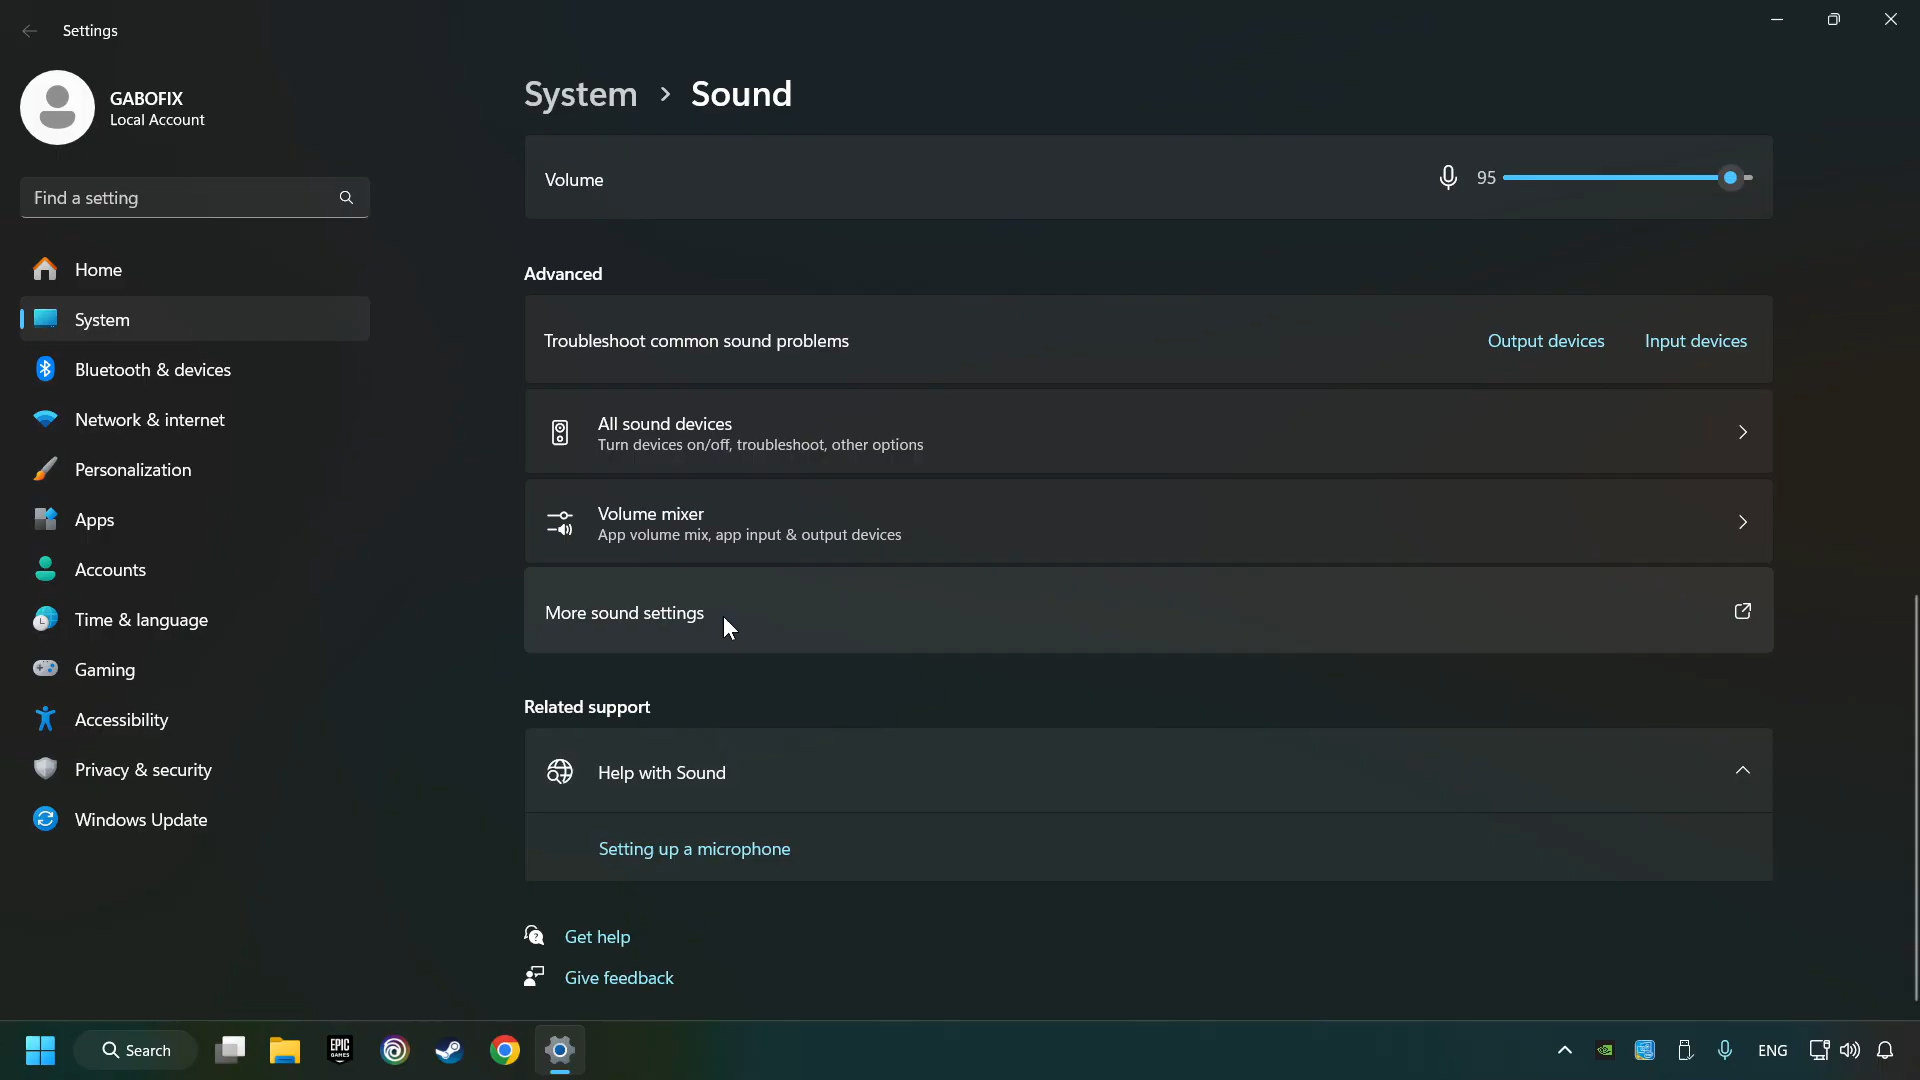 Settings
GABOFIX
Local Account
Find a setting
Home
System
Bluetooth & devices
Network & internet
Personalization
Apps
Accounts
Time & language
Gaming
Accessibility
Privacy & security
Windows Update
System > Sound
Volume 95
Advanced
Troubleshoot common sound problems Output devices Input devices
All sound devices
Turn devices on/off, troubleshoot, other options
Volume mixer
App volume mix, app input & output devices
More sound settings
Related support
Help with Sound
Setting up a microphone
Get help
Give feedback
Search EPIC GAMES ENG